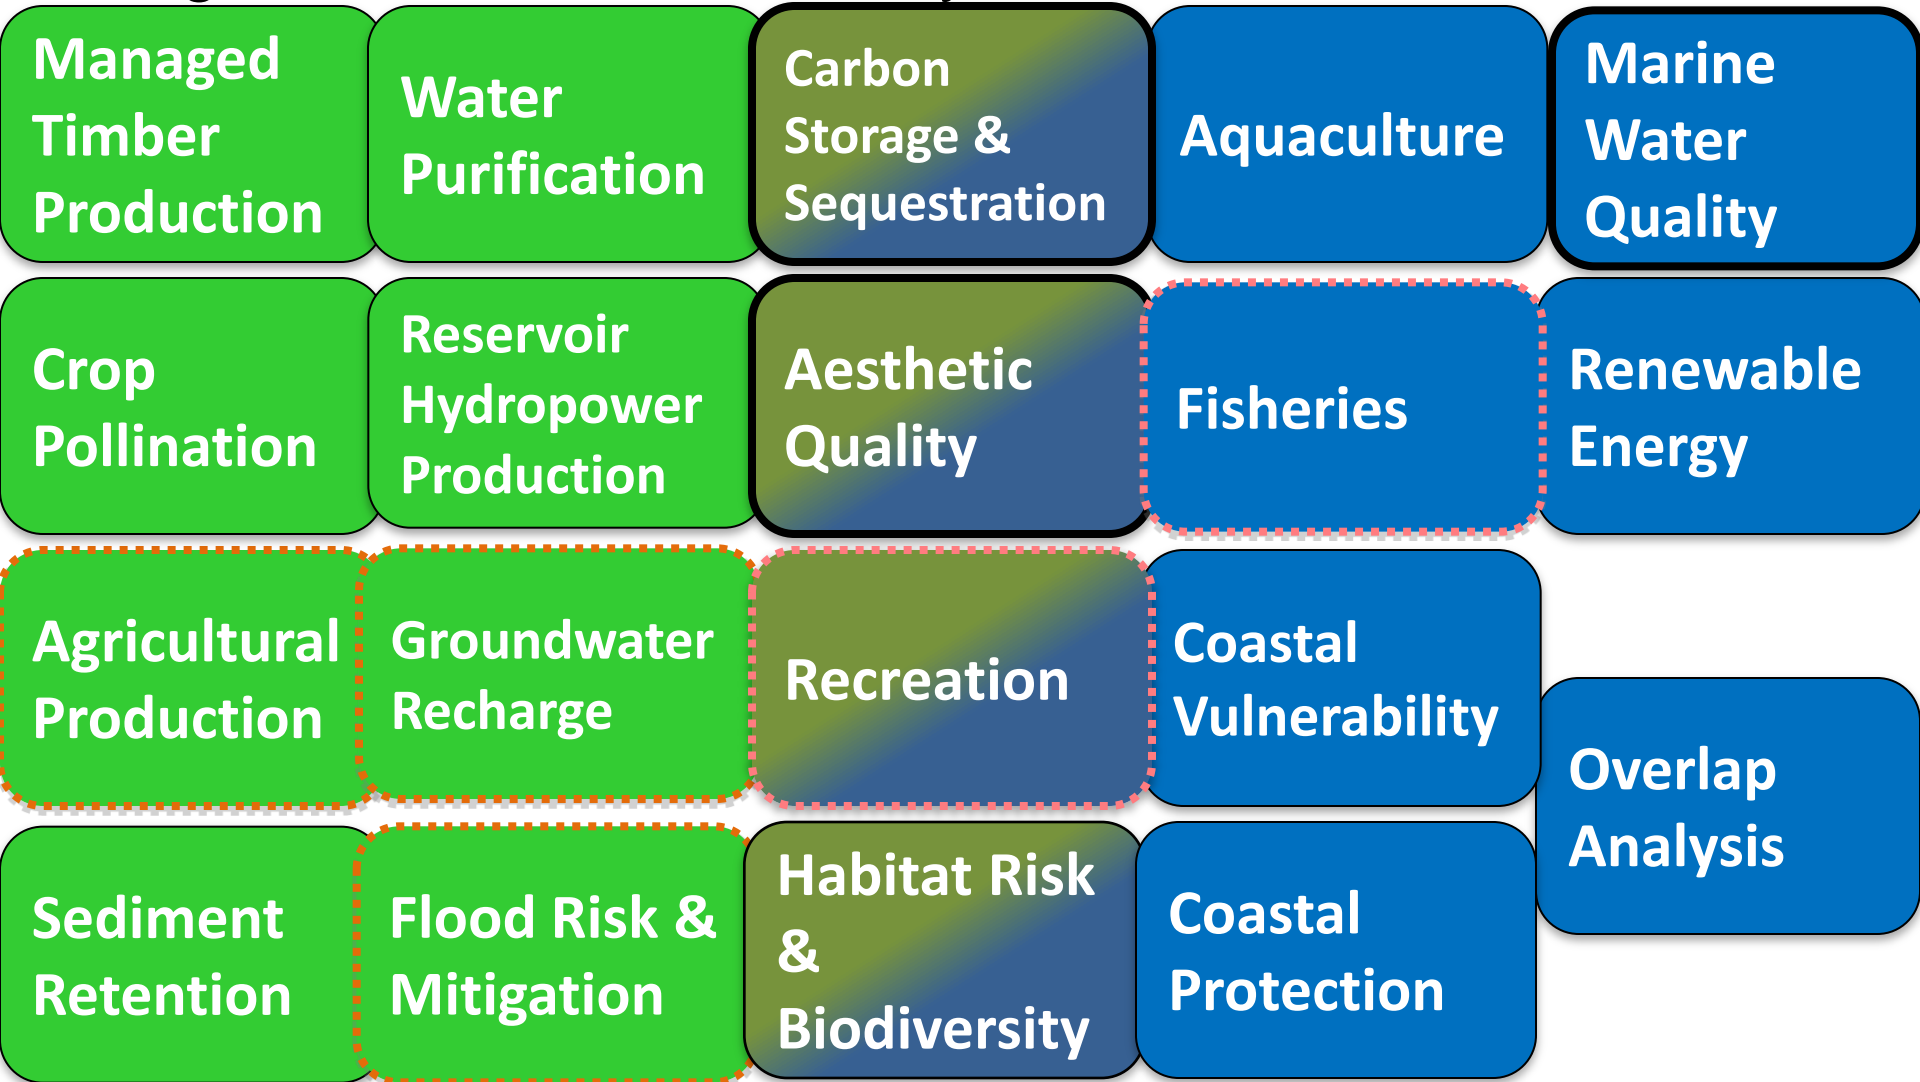 Managed
Timber
Production
Water
Purification
Carbon
Storage &
Sequestration
Aquaculture
Marine
Water
Quality
Crop
Pollination
Reservoir
Hydropower
Production
Aesthetic
Quality
Fisheries
Renewable
Energy
Agricultural
Production
Groundwater
Recharge
Recreation
Coastal
Vulnerability
Overlap
Analysis
Sediment
Retention
Flood Risk &
Mitigation
Habitat Risk
&
Biodiversity
Coastal
Protection